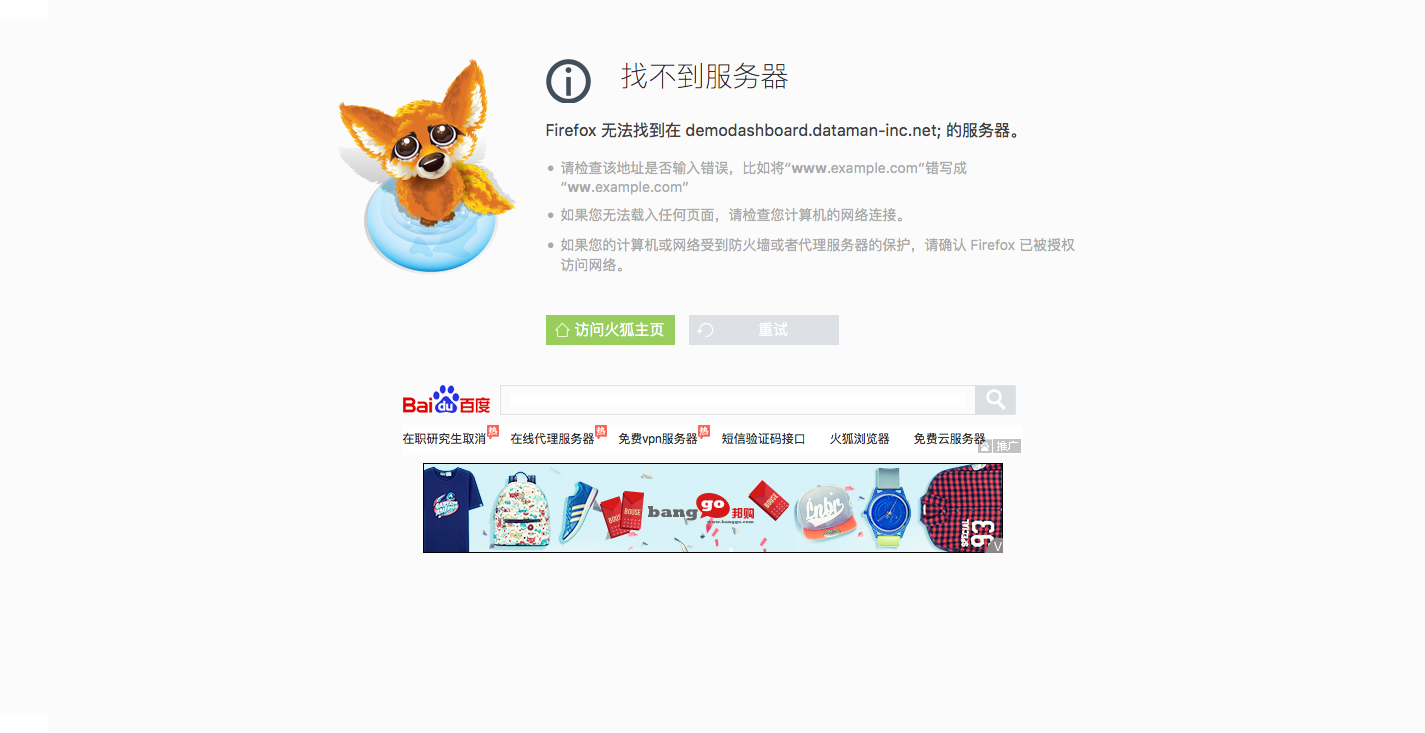 找不到服务器
Firefox 无法找到在 demodashboard.dataman-inc.net; 的服务器。
请检查该地址是否输入错误，比如将“www.example.com”错写成
“ww.example.com”
如果您无法载入任何页面，请检查您计算机的网络连接。
如果您的计算机或网络受到防火墙或者代理服务器的保护，请确认 Firefox 已被授权
访问网络。
访问火狐主页 重试
Bai du 百度
在职研究生取消 热 在线代理服务器 热 免费vpn服务器 热 短信验证码接口 火狐浏览器 免费云服务器
推广
bang go 邦购
www.banggo.com
SPECIAL 93
V